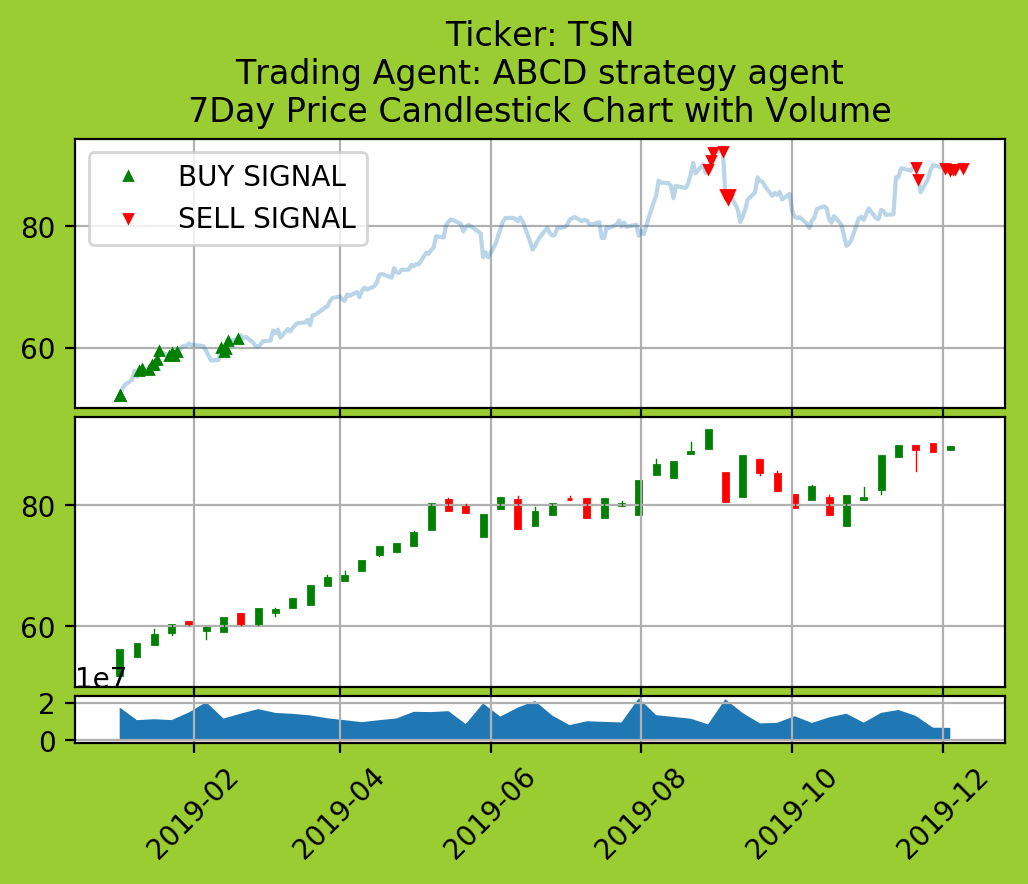 Ticker: TSN
Trading Agent: ABCD strategy agent
7Day Price Candlestick Chart with Volume
BUY SIGNAL
SELL SIGNAL
80
60
80
60
1e7
2
0
2019-02
2019-04
2019-06
2019-08
2019-10
2019-12